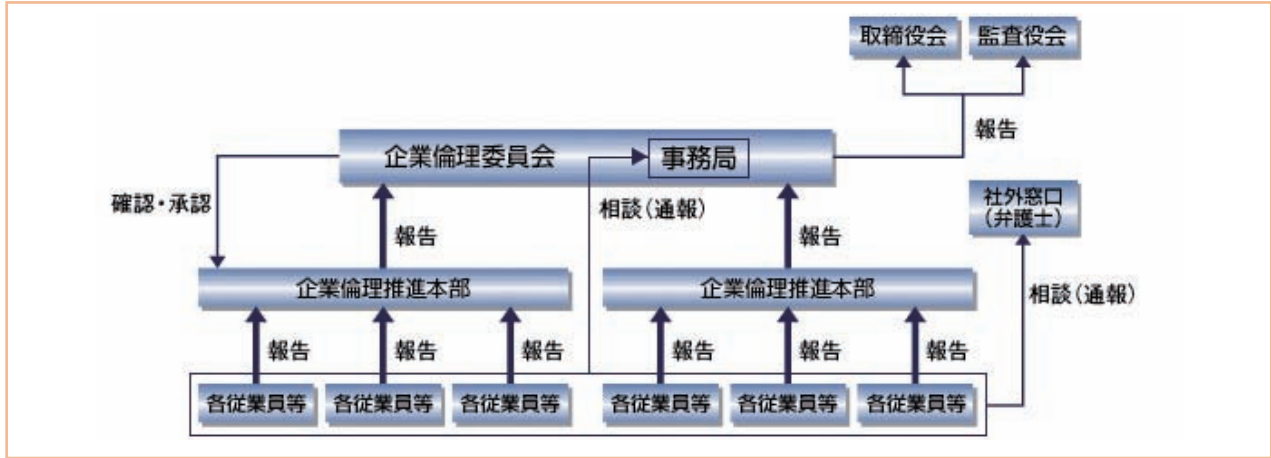 取締役会
監査役会
報告
企業倫理委員会
事務局
確認・承認
相談(通報)
社外窓口
(弁護士)
報告
報告
企業倫理推進本部
企業倫理推進本部
相談(通報)
報告
報告
報告
報告
報告
報告
各従業員等
各従業員等
各従業員等
各従業員等
各従業員等
各従業員等